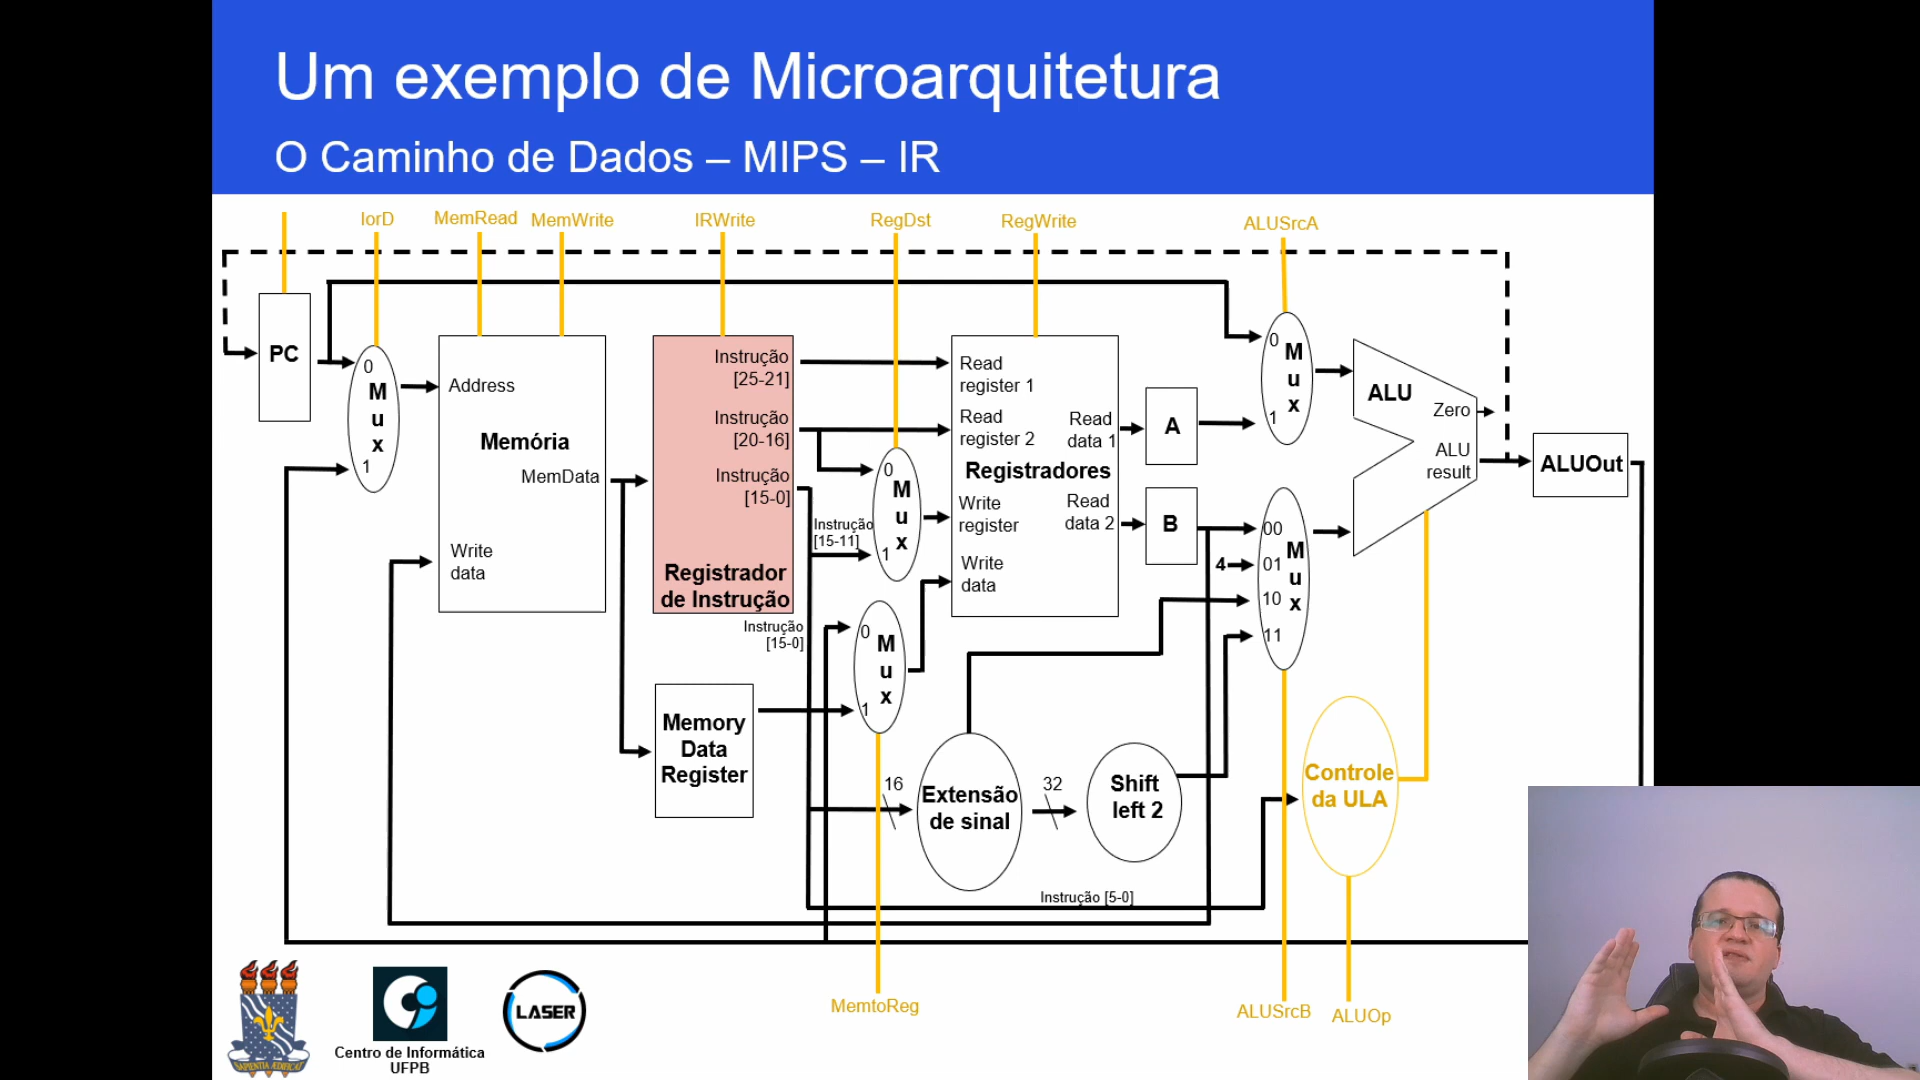 Um exemplo de Microarquitetura
O Caminho de Dados – MIPS – IR
IorD
MemRead
MemWrite
IRWrite
RegDst
RegWrite
ALUSrcA
PC
0
M
u
x
1
Address
Memória
MemData
Write
data
Instrução
[25-21]
Instrução
[20-16]
Instrução
[15-0]
Registrador
de Instrução
Instrução
[15-0]
Instrução
[15-11]
0
M
u
x
1
Read
register 1
Read
register 2
Registradores
Write
register
Write
data
Read
data 1
Read
data 2
A
B
0
M
u
x
1
00
4
01
10
11
M
u
x
ALU
Zero
ALU
result
ALUOut
Memory
Data
Register
0
M
u
x
1
16
Extensão
de sinal
32
Shift
left 2
Controle
da ULA
Instrução [5-0]
MemtoReg
ALUSrcB
ALUOp
SAPIENTIA ÆDIFICAT
Centro de Informática
UFPB
LASER